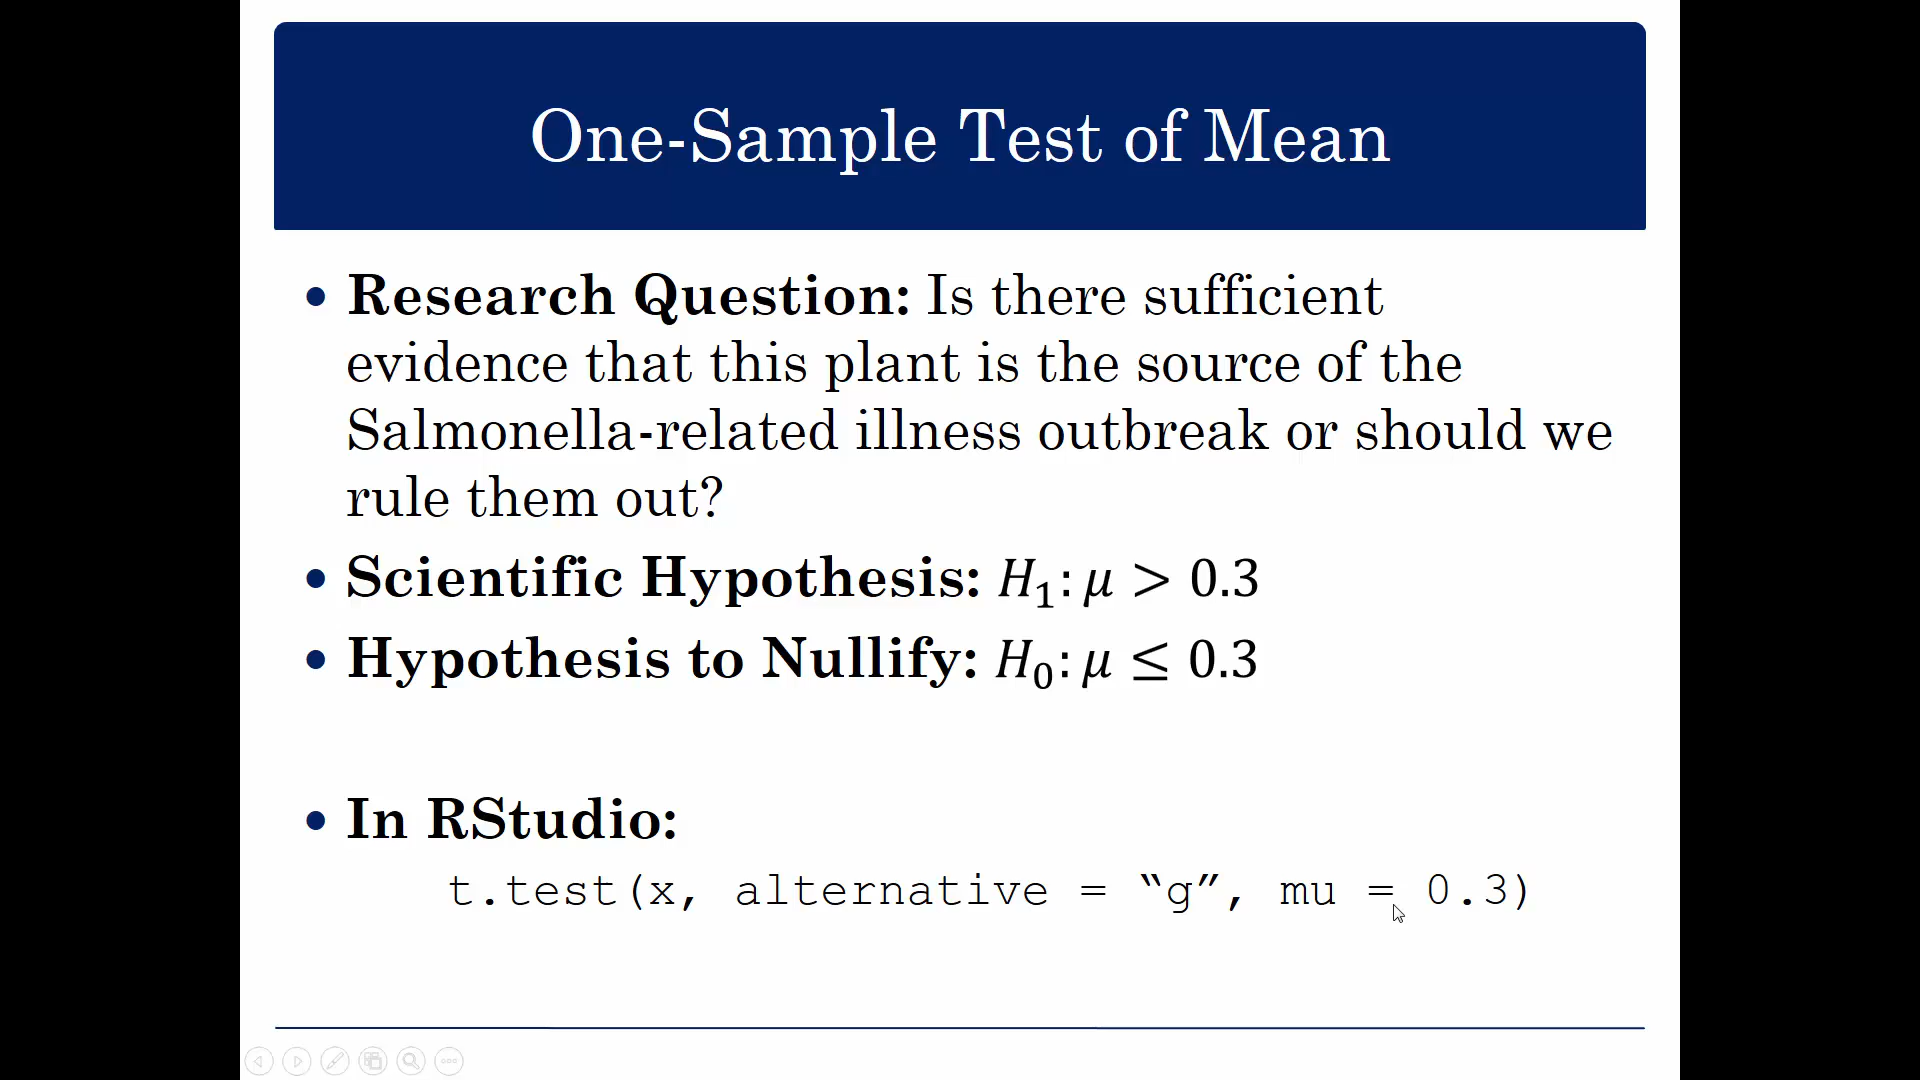 One-Sample Test of Mean
• Research Question: Is there sufficient
evidence that this plant is the source of the
Salmonella-related illness outbreak or should we
rule them out?
• Scientific Hypothesis: H₁: μ > 0.3
• Hypothesis to Nullify: H₀: μ ≤ 0.3
• In RStudio:
t.test(x, alternative = “g”, mu = 0.3)